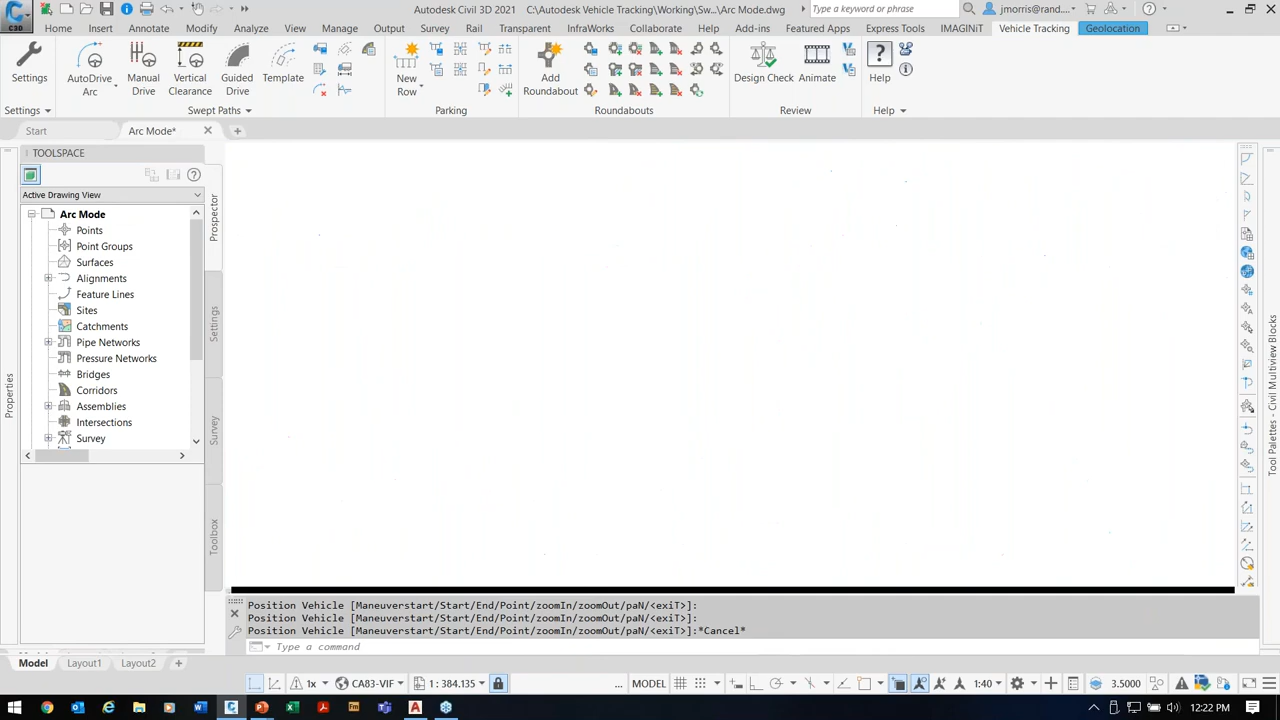 Autodesk Civil 3D 2021 C:\Autodesk Vehicle Tracking\Working\Sw...\Arc Mode.dwg Type a keyword or phrase jmorris@rand...
C3D Home Insert Annotate Modify Analyze View Manage Output Survey Rail Transparent InfraWorks Collaborate Help Add-ins Featured Apps Express Tools IMAGINiT Vehicle Tracking Geolocation
Settings AutoDrive Arc Manual Drive Vertical Clearance Guided Drive Template New Row Add Roundabout Design Check Animate Help
Settings Swept Paths Parking Roundabouts Review Help
Start Arc Mode*
TOOLSPACE
Active Drawing View
Arc Mode
Points
Point Groups
Surfaces
Alignments
Feature Lines
Sites
Catchments
Pipe Networks
Pressure Networks
Bridges
Corridors
Assemblies
Intersections
Survey
Prospector
Settings
Survey
Toolbox
Properties
Tool Palettes - Civil Multiview Blocks
Position Vehicle [Maneuverstart/Start/End/Point/zoomIn/zoomOut/paN/<exiT>]:
Position Vehicle [Maneuverstart/Start/End/Point/zoomIn/zoomOut/paN/<exiT>]:
Position Vehicle [Maneuverstart/Start/End/Point/zoomIn/zoomOut/paN/<exiT>]:*Cancel*
Type a command
Model Layout1 Layout2
1x CA83-VIF 1: 384.135 ... MODEL 1:40 3.5000
12:22 PM